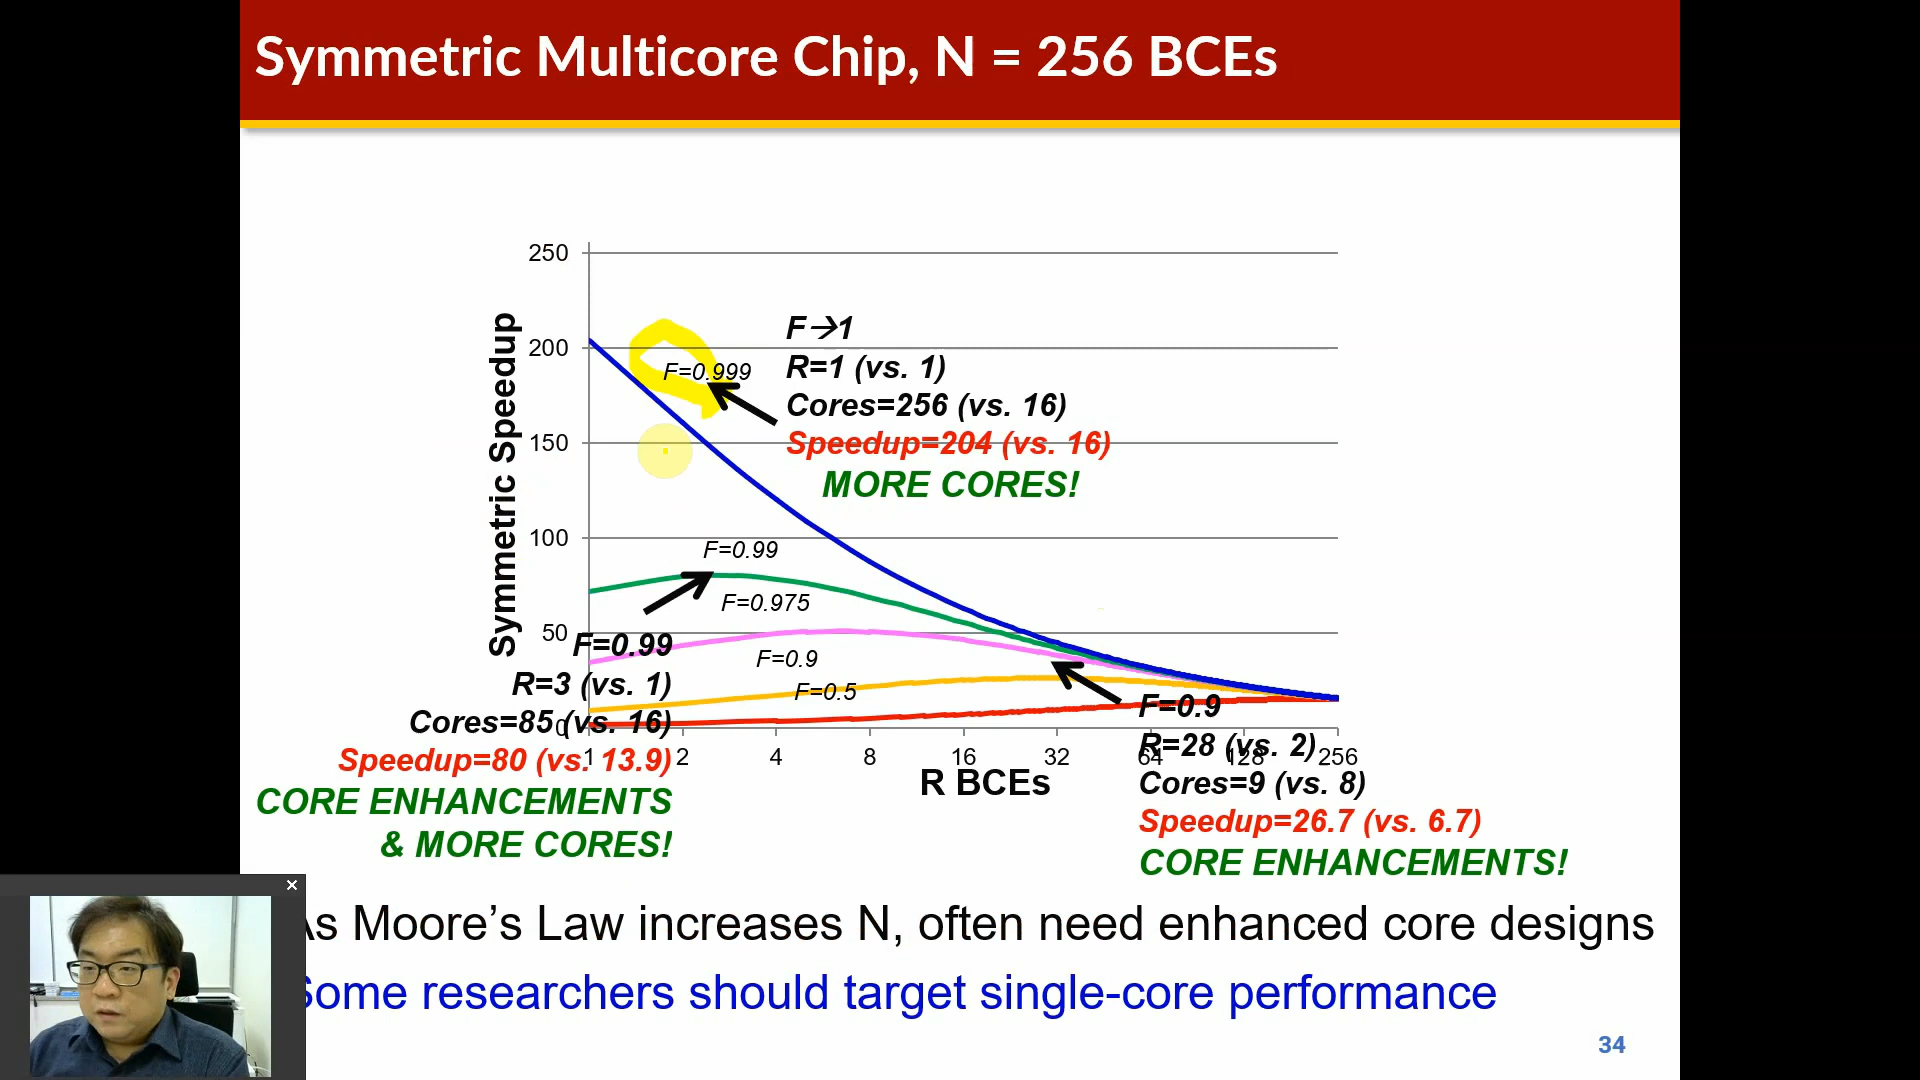 Symmetric Multicore Chip, N = 256 BCEs
250
200
150
100
50
0
Symmetric Speedup
F=0.999
F→1
R=1 (vs. 1)
Cores=256 (vs. 16)
Speedup=204 (vs. 16)
MORE CORES!
F=0.99
F=0.975
F=0.9
F=0.5
F=0.99
R=3 (vs. 1)
Cores=85 (vs. 16)
Speedup=80 (vs. 13.9)
CORE ENHANCEMENTS
& MORE CORES!
1 2 4 8 16 32 64 128 256
R BCEs
F=0.9
R=28 (vs. 2)
Cores=9 (vs. 8)
Speedup=26.7 (vs. 6.7)
CORE ENHANCEMENTS!
As Moore’s Law increases N, often need enhanced core designs
Some researchers should target single-core performance
34